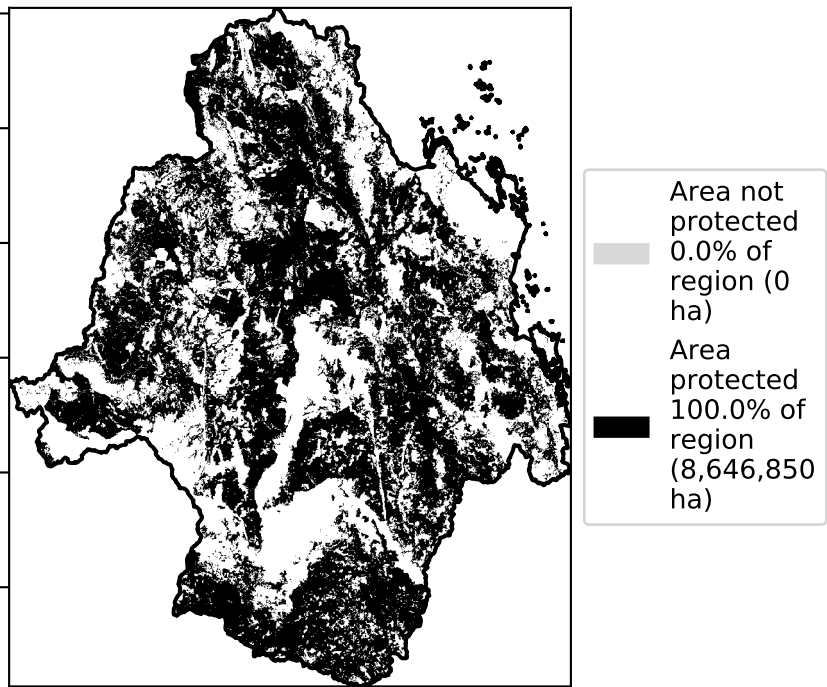 Area not
protected
0.0% of
region (0
ha)
Area
protected
100.0% of
region
(8,646,850
ha)